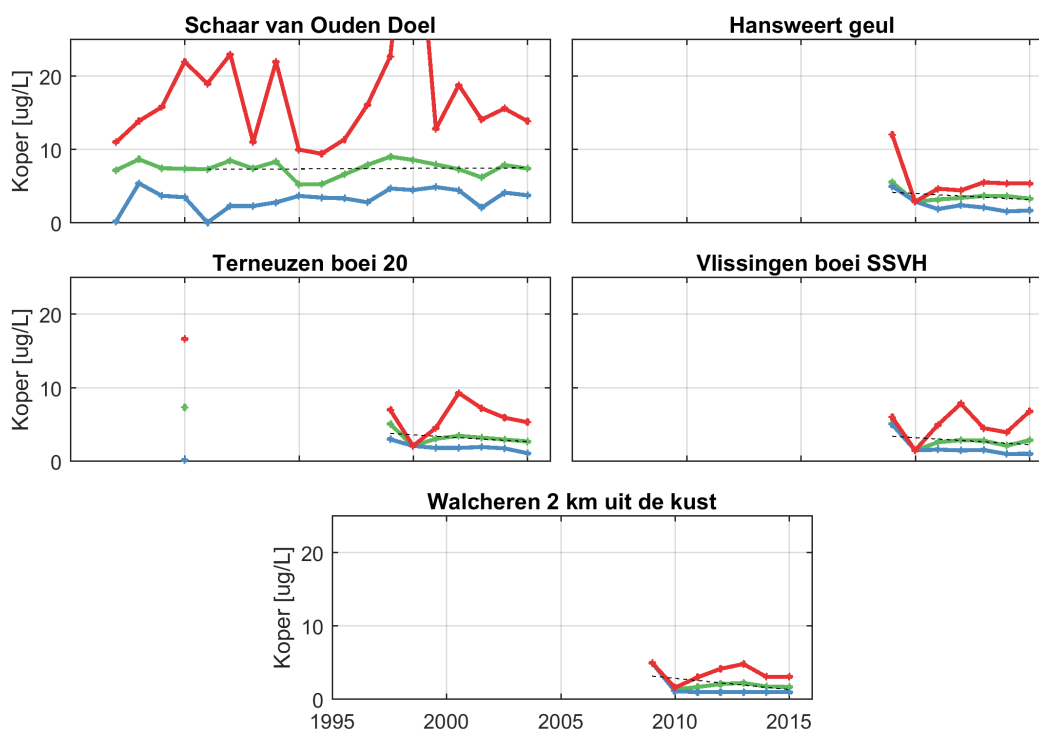 Schaar van Ouden Doel
Hansweert geul
Koper [ug/L]
20
10
0
Terneuzen boei 20
Vlissingen boei SSVH
Koper [ug/L]
20
10
0
Walcheren 2 km uit de kust
Koper [ug/L]
20
10
0
1995 2000 2005 2010 2015